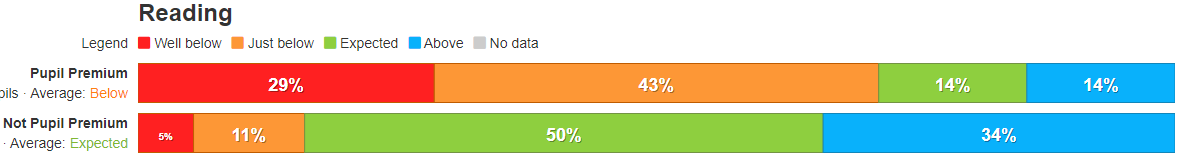 Reading
Legend Well below Just below Expected Above No data
Pupil Premium
29% 43% 14% 14%
· Average: Below
Not Pupil Premium
5% 11% 50% 34%
· Average: Expected